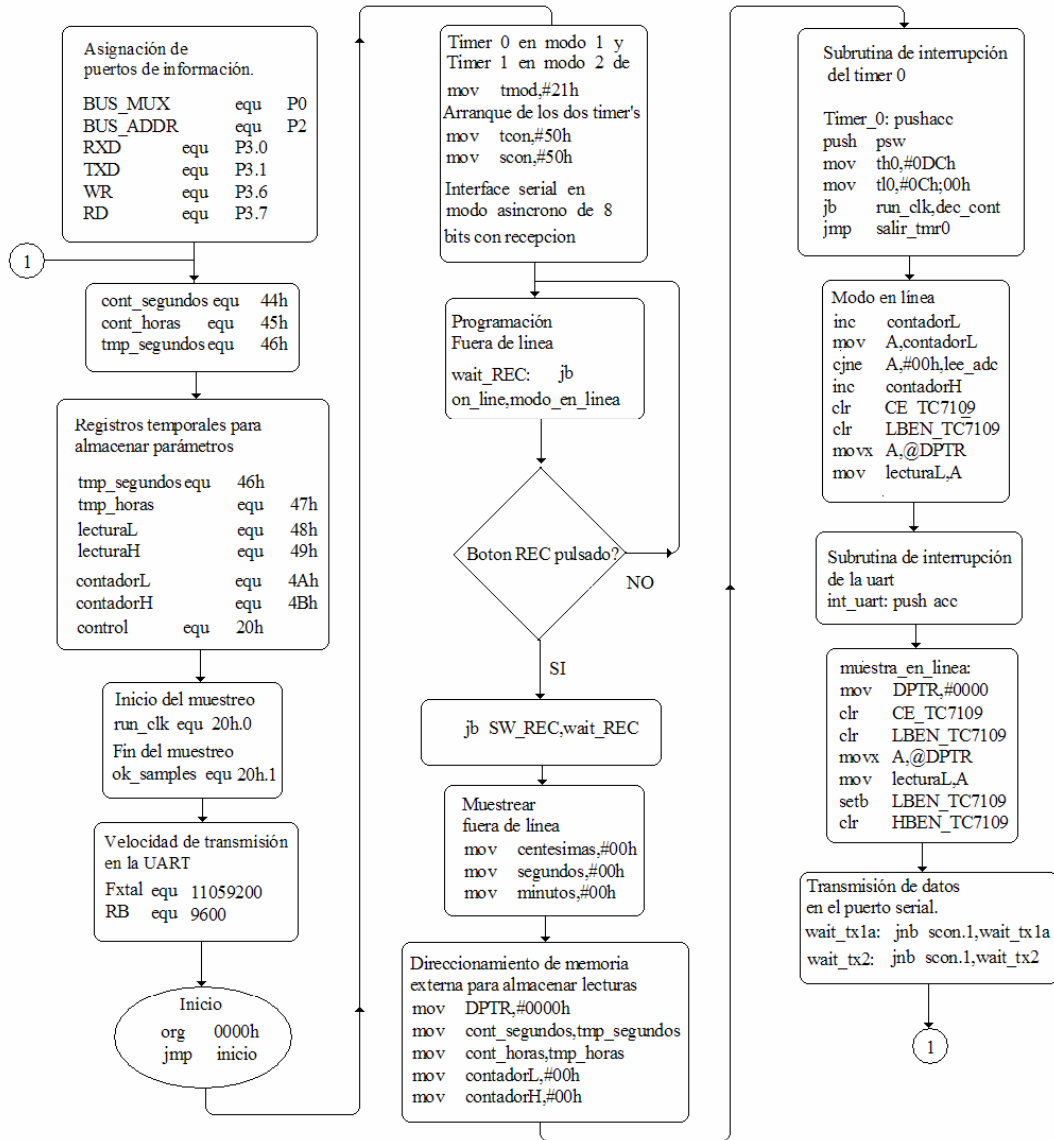 Asignación de
puertos de información.
BUS_MUX equ P0
BUS_ADDR equ P2
RXD equ P3.0
TXD equ P3.1
WR equ P3.6
RD equ P3.7
1
cont_segundos equ 44h
cont_horas equ 45h
tmp_segundos equ 46h
Registros temporales para
almacenar parámetros
tmp_segundos equ 46h
tmp_horas equ 47h
lecturaL equ 48h
lecturaH equ 49h
contadorL equ 4Ah
contadorH equ 4Bh
control equ 20h
Inicio del muestreo
run_clk equ 20h.0
Fin del muestreo
ok_samples equ 20h.1
Velocidad de transmisión
en la UART
Fxtal equ 11059200
RB equ 9600
Inicio
org 0000h
jmp inicio
Timer 0 en modo 1 y
Timer 1 en modo 2 de
mov tmod,#21h
Arranque de los dos timer's
mov tcon,#50h
mov scon,#50h
Interface serial en
modo asincrono de 8
bits con recepcion
Programación
Fuera de linea
wait_REC: jb
on_line,modo_en_linea
Boton REC pulsado?
NO
SI
jb SW_REC,wait_REC
Muestrear
fuera de línea
mov centesimas,#00h
mov segundos,#00h
mov minutos,#00h
Direccionamiento de memoria
externa para almacenar lecturas
mov DPTR,#0000h
mov cont_segundos,tmp_segundos
mov cont_horas,tmp_horas
mov contadorL,#00h
mov contadorH,#00h
Subrutina de interrupción
del timer 0
Timer_0: pushacc
push psw
mov th0,#0DCh
mov tl0,#0Ch;00h
jb run_clk,dec_cont
jmp salir_tmr0
Modo en línea
inc contadorL
mov A,contadorL
cjne A,#00h,lee_adc
inc contadorH
clr CE_TC7109
clr LBEN_TC7109
movx A,@DPTR
mov lecturaL,A
Subrutina de interrupción
de la uart
int_uart: push acc
muestra_en_linea:
mov DPTR,#0000
clr CE_TC7109
clr LBEN_TC7109
movx A,@DPTR
mov lecturaL,A
setb LBEN_TC7109
clr HBEN_TC7109
Transmisión de datos
en el puerto serial.
wait_tx1a: jnb scon.1,wait_tx1a
wait_tx2: jnb scon.1,wait_tx2
1